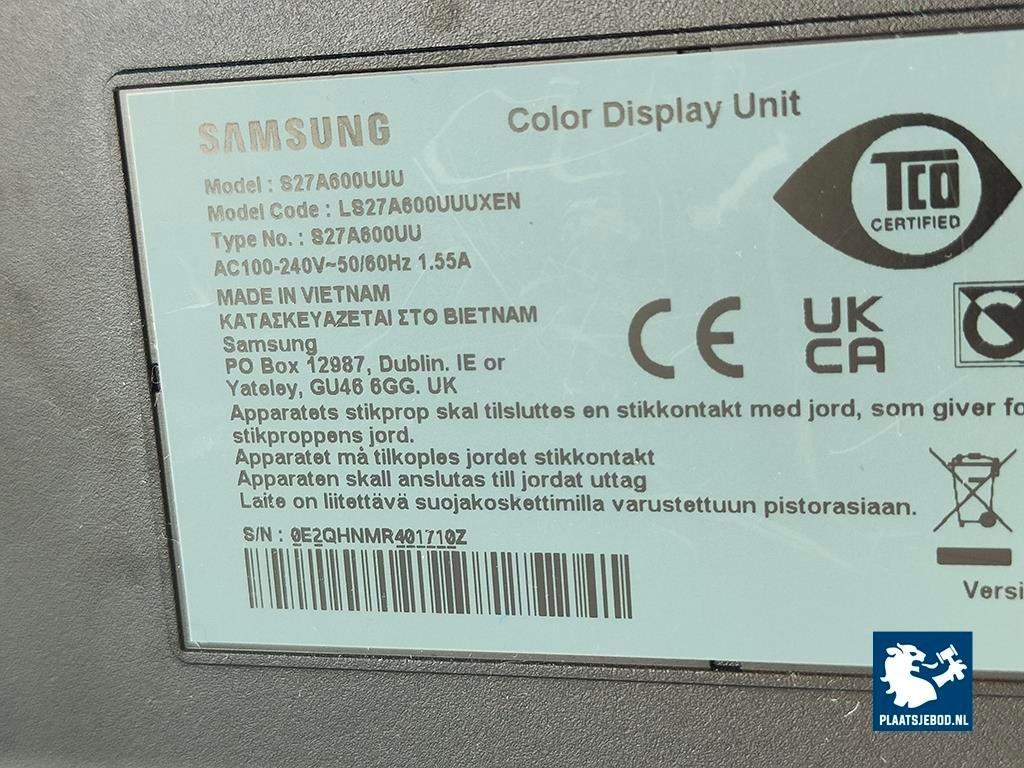 SAMSUNG
Color Display Unit
Model : S27A600UUU
Model Code : LS27A600UUUXEN
Type No. : S27A600UU
AC100-240V~50/60Hz 1.55A
MADE IN VIETNAM
ΚΑΤΑΣΚΕΥΑΖΕΤΑΙ ΣΤΟ ΒΙΕΤΝΑΜ
Samsung
PO Box 12987, Dublin. IE or
Yateley, GU46 6GG. UK
Apparatets stikprop skal tilsluttes en stikkontakt med jord, som giver fo
stikproppens jord.
Apparatet må tilkoples jordet stikkontakt
Apparaten skall anslutas till jordat uttag
Laite on liitettävä suojakoskettimilla varustettuun pistorasiaan.
S/N : 0E2QHNMR401710Z
TCO
CERTIFIED
CE
UK
CA
Versi
PLAATSJEBOD.NL